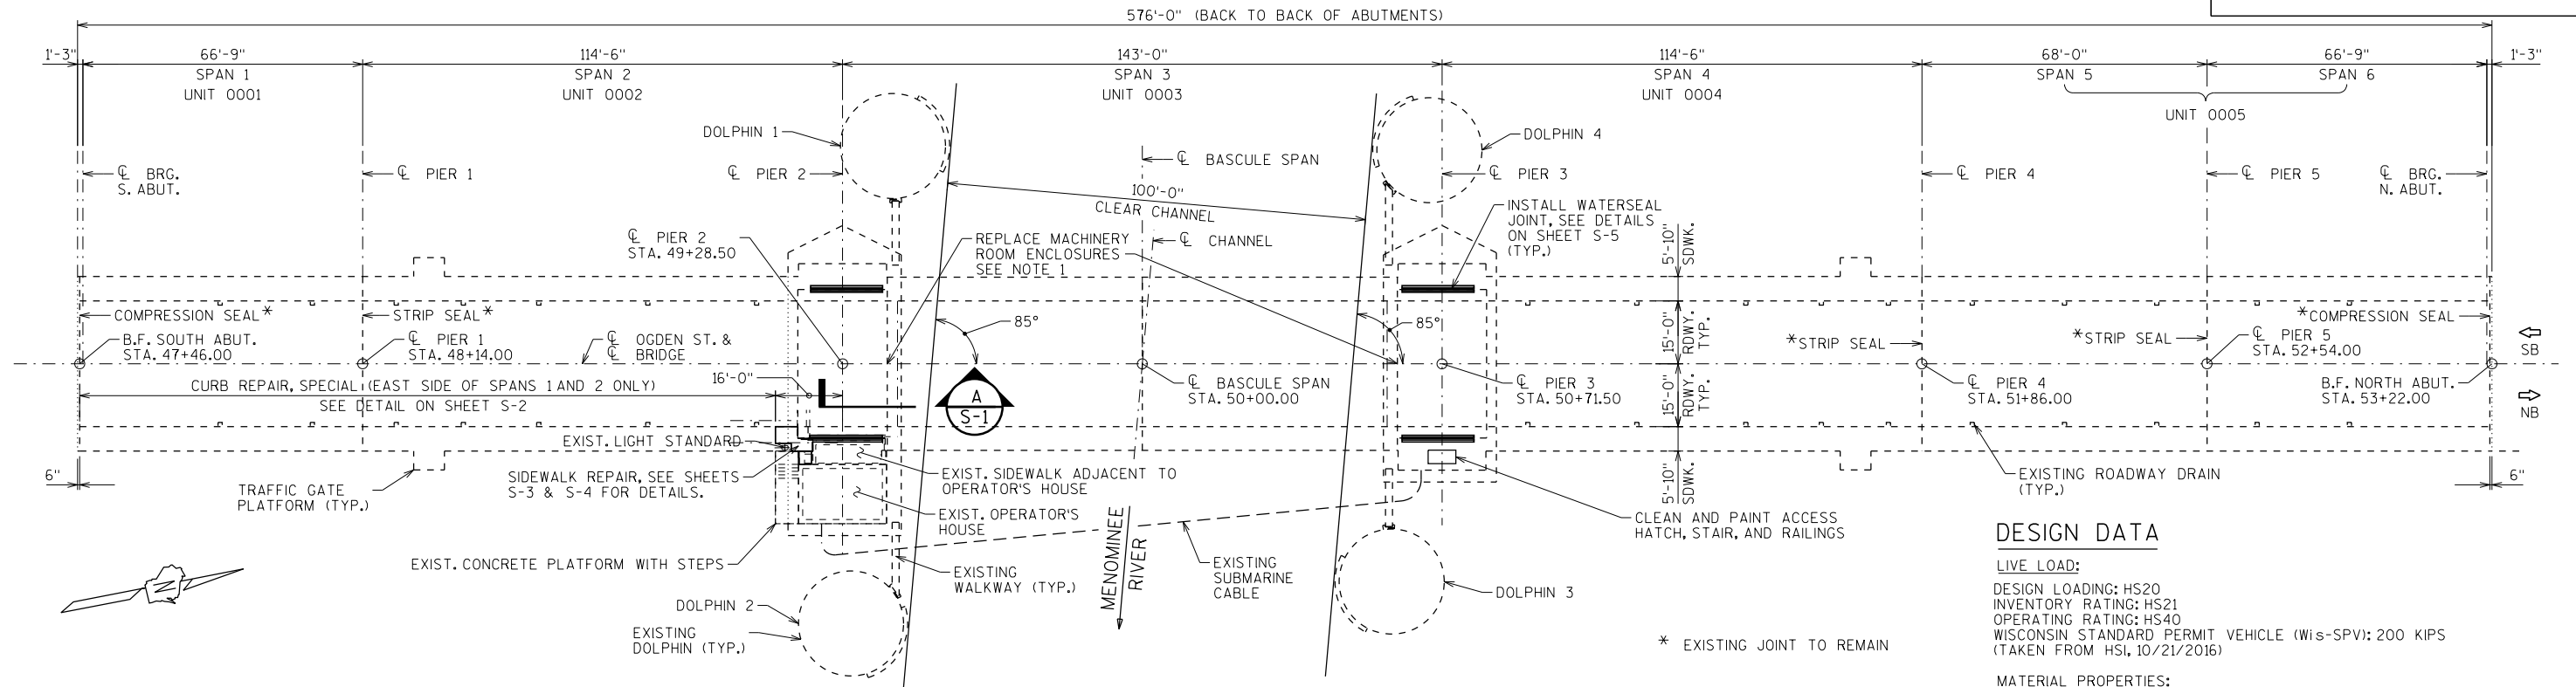 576'-0" (BACK TO BACK OF ABUTMENTS)
1'-3"
66'-9"
114'-6"
143'-0"
114'-6"
68'-0"
66'-9"
1'-3"
SPAN 1
SPAN 2
SPAN 3
SPAN 4
SPAN 5
SPAN 6
UNIT 0001
UNIT 0002
UNIT 0003
UNIT 0004
UNIT 0005
DOLPHIN 1
DOLPHIN 4
℄ BRG.
S. ABUT.
℄ PIER 1
℄ PIER 2
℄ BASCULE SPAN
℄ PIER 3
℄ PIER 4
℄ PIER 5
℄ BRG.
N. ABUT.
100'-0"
CLEAR CHANNEL
℄ CHANNEL
℄ PIER 2
STA. 49+28.50
REPLACE MACHINERY
ROOM ENCLOSURES
SEE NOTE 1
INSTALL WATERSEAL
JOINT, SEE DETAILS
ON SHEET S-5
(TYP.)
5'-10"
SDWK.
15'-0"
RDWY.
TYP.
15'-0"
RDWY.
TYP.
5'-10"
SDWK.
COMPRESSION SEAL*
STRIP SEAL*
85°
85°
*STRIP SEAL
*STRIP SEAL
*COMPRESSION SEAL
B.F. SOUTH ABUT.
STA. 47+46.00
℄ PIER 1
STA. 48+14.00
℄ OGDEN ST. &
℄ BRIDGE
℄ BASCULE SPAN
STA. 50+00.00
℄ PIER 3
STA. 50+71.50
℄ PIER 4
STA. 51+86.00
℄ PIER 5
STA. 52+54.00
B.F. NORTH ABUT.
STA. 53+22.00
SB
NB
CURB REPAIR, SPECIAL (EAST SIDE OF SPANS 1 AND 2 ONLY)
SEE DETAIL ON SHEET S-2
16'-0"
A
S-1
EXIST. LIGHT STANDARD
SIDEWALK REPAIR, SEE SHEETS
S-3 & S-4 FOR DETAILS.
EXIST. SIDEWALK ADJACENT TO
OPERATOR'S HOUSE
EXIST. OPERATOR'S
HOUSE
6"
TRAFFIC GATE
PLATFORM (TYP.)
EXISTING ROADWAY DRAIN
(TYP.)
6"
CLEAN AND PAINT ACCESS
HATCH, STAIR, AND RAILINGS
EXIST. CONCRETE PLATFORM WITH STEPS
EXISTING
WALKWAY (TYP.)
MENOMINEE
RIVER
EXISTING
SUBMARINE
CABLE
N
DOLPHIN 2
DOLPHIN 3
EXISTING
DOLPHIN (TYP.)
* EXISTING JOINT TO REMAIN
DESIGN DATA
LIVE LOAD:
DESIGN LOADING: HS20
INVENTORY RATING: HS21
OPERATING RATING: HS40
WISCONSIN STANDARD PERMIT VEHICLE (Wis-SPV): 200 KIPS
(TAKEN FROM HSI, 10/21/2016)
MATERIAL PROPERTIES: